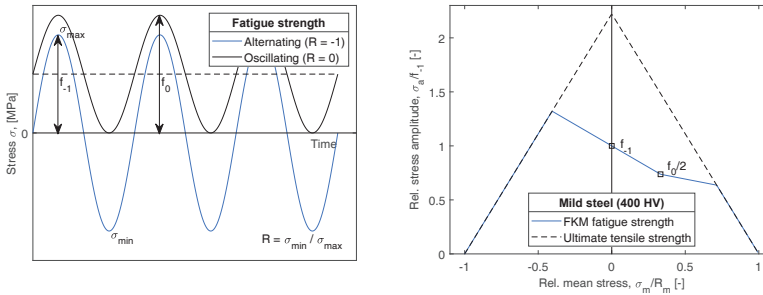 Fatigue strength
Alternating (R = -1)
Oscillating (R = 0)
σmax
f-1
f0
Stress σ, [MPa]
0
Time
σmin
R = σmin / σmax
Rel. stress amplitude, σa/f-1 [-]
2
1.5
1
0.5
0
f-1
f0/2
Mild steel (400 HV)
FKM fatigue strength
Ultimate tensile strength
-1
-0.5
0
0.5
1
Rel. mean stress, σm/Rm [-]